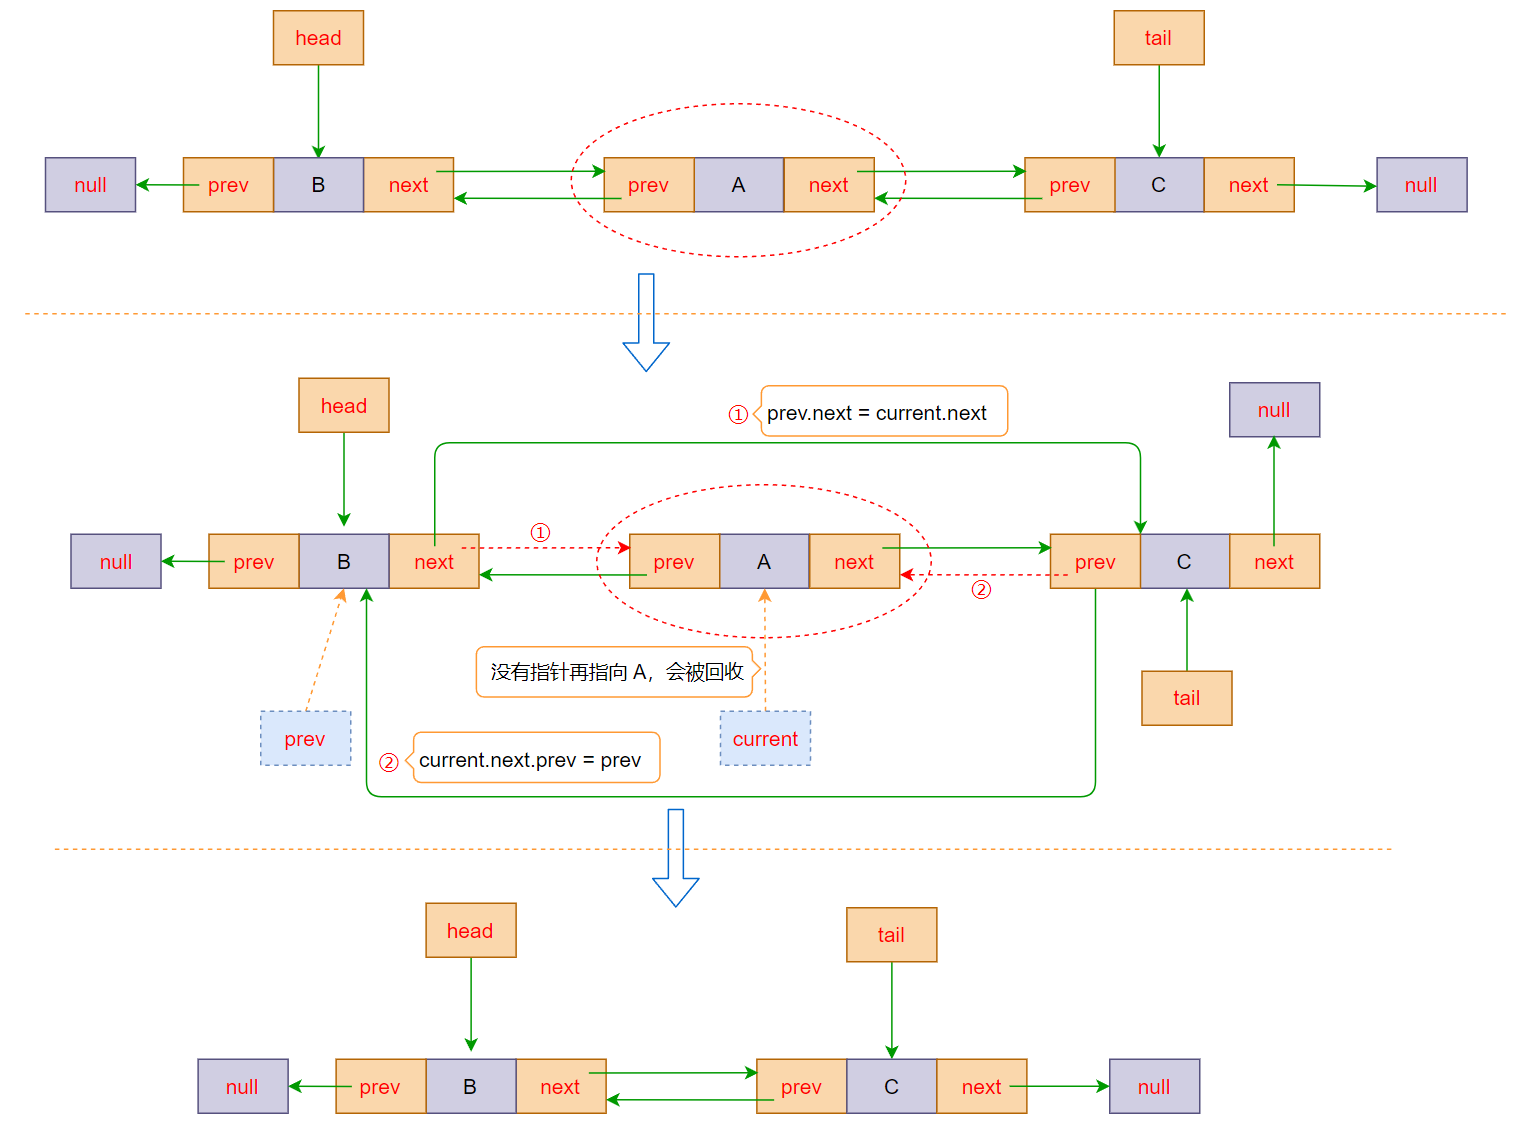 head
tail
null
prev
B
next
prev
A
next
prev
C
next
null
head
① prev.next = current.next
null
①
null
prev
B
next
prev
A
next
prev
C
next
②
没有指针再指向 A，会被回收
tail
prev
current
② current.next.prev = prev
head
tail
null
prev
B
next
prev
C
next
null